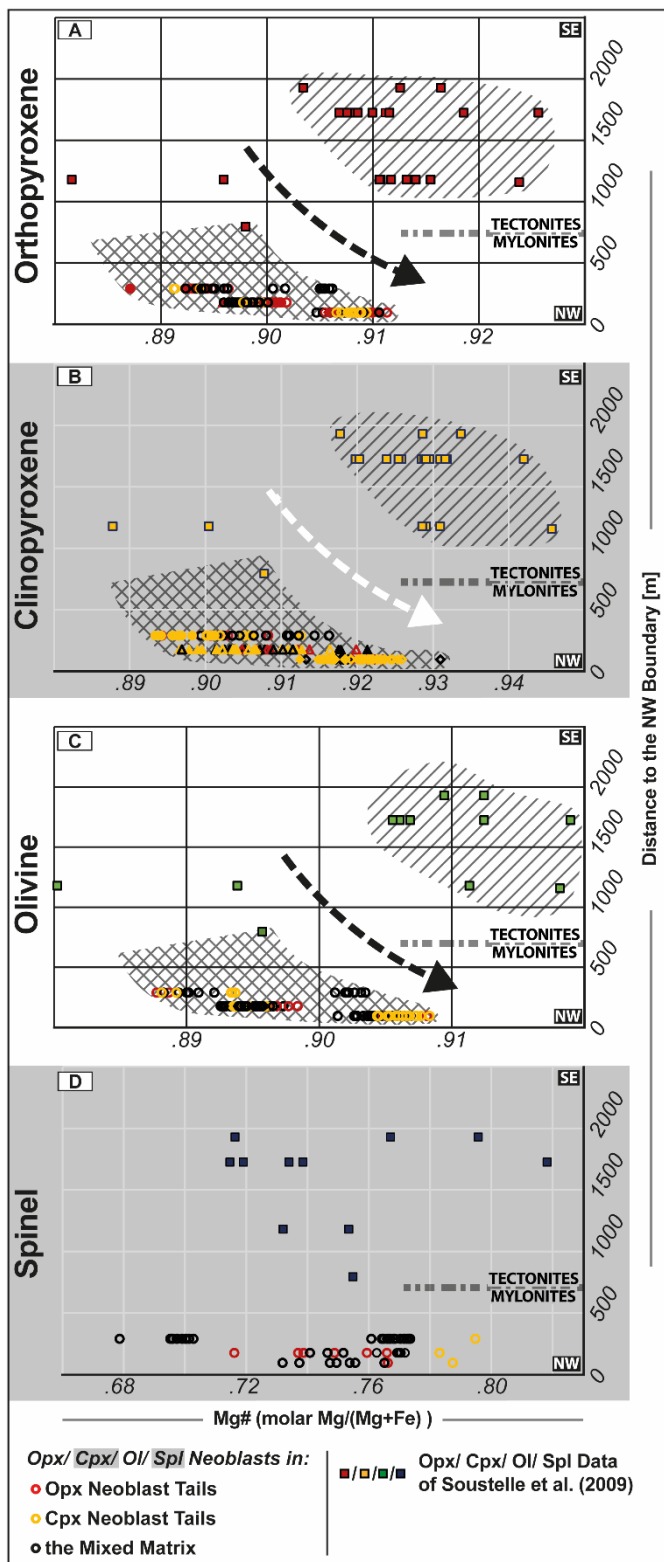 A
SE
Orthopyroxene
2000
1500
1000
TECTONITES
MYLONITES
500
NW
0
.89
.90
.91
.92
B
SE
Clinopyroxene
2000
1500
1000
TECTONITES
MYLONITES
500
NW
0
.89
.90
.91
.92
.93
.94
Distance to the NW Boundary [m]
C
SE
Olivine
2000
1500
1000
TECTONITES
MYLONITES
500
NW
0
.89
.90
.91
D
SE
Spinel
2000
1500
1000
TECTONITES
MYLONITES
500
NW
0
.68
.72
.76
.80
Mg# (molar Mg/(Mg+Fe) )
Opx/ Cpx/ Ol/ Spl Neoblasts in:
Opx Neoblast Tails
Cpx Neoblast Tails
the Mixed Matrix
/ / / Opx/ Cpx/ Ol/ Spl Data
of Soustelle et al. (2009)